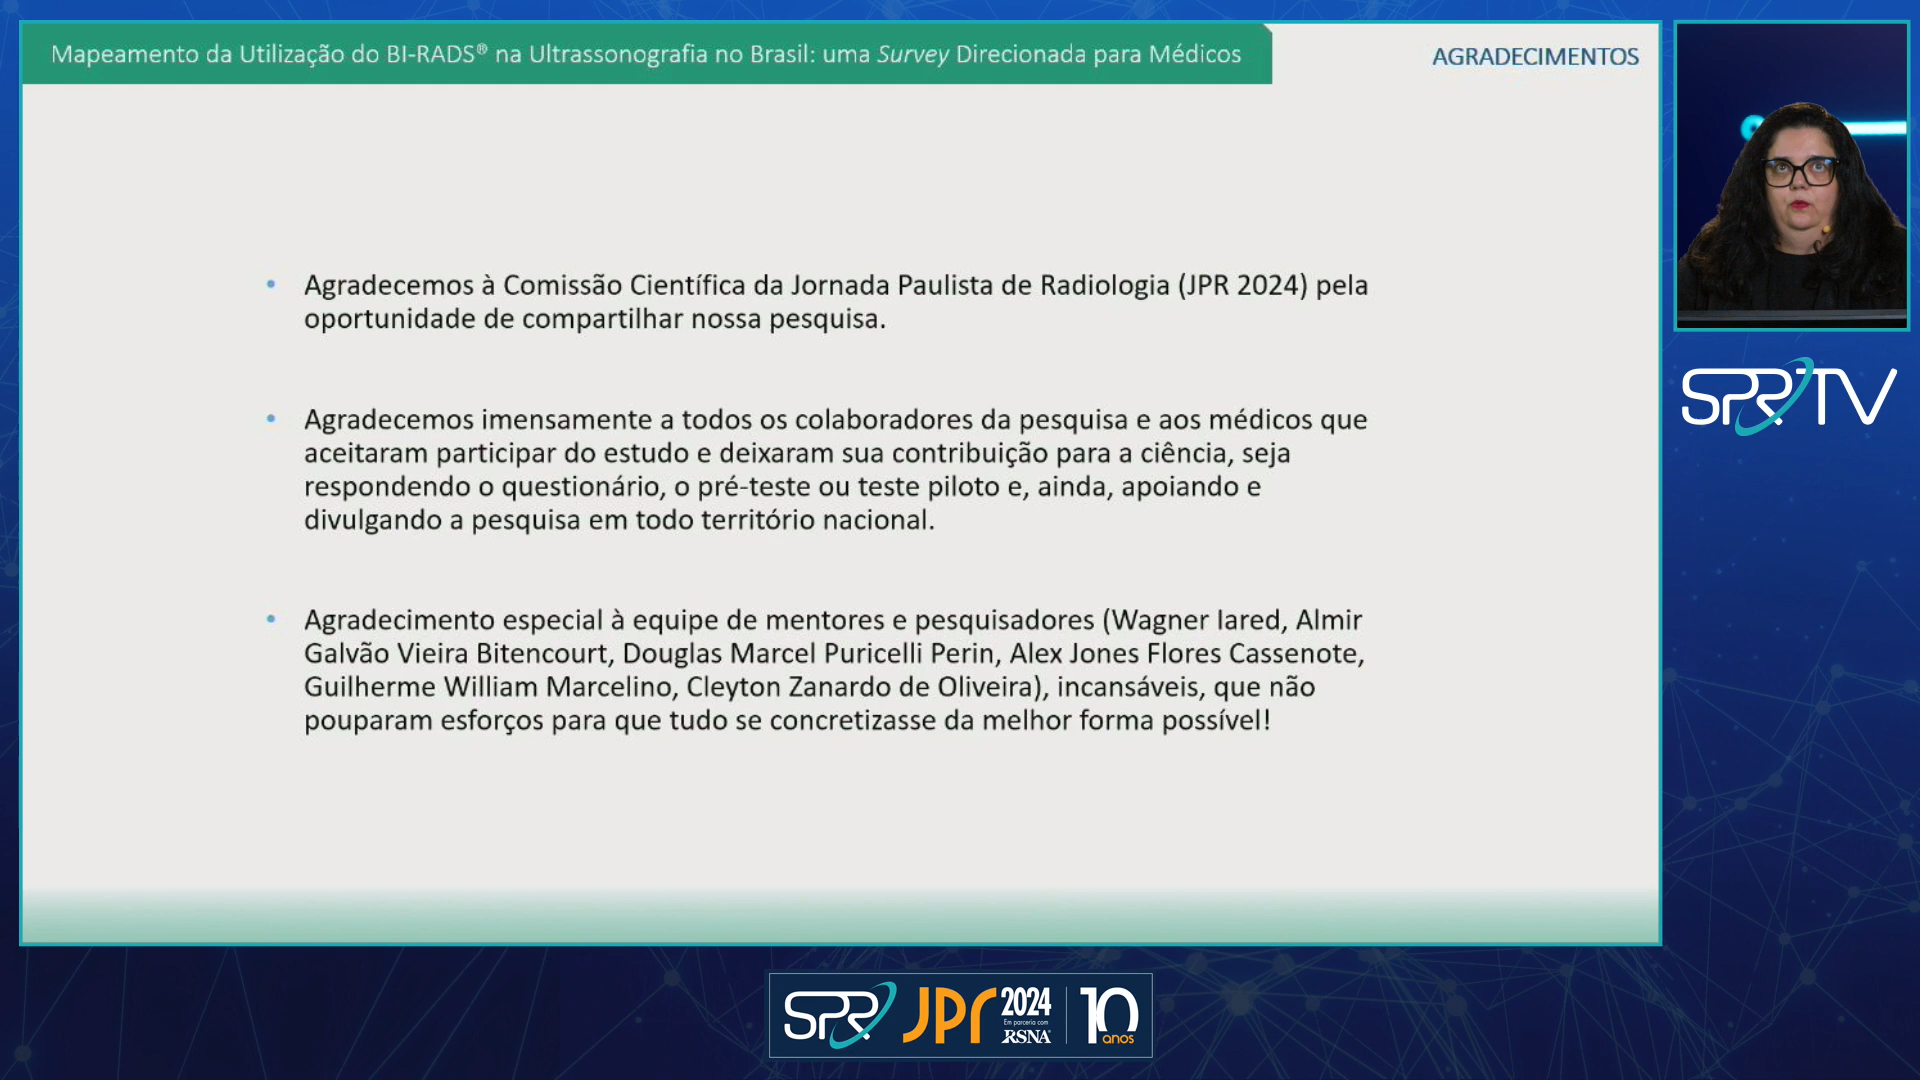 Mapeamento da Utilização do BI-RADS® na Ultrassonografia no Brasil: uma Survey Direcionada para Médicos
AGRADECIMENTOS
• Agradecemos à Comissão Científica da Jornada Paulista de Radiologia (JPR 2024) pela
oportunidade de compartilhar nossa pesquisa.
• Agradecemos imensamente a todos os colaboradores da pesquisa e aos médicos que
aceitaram participar do estudo e deixaram sua contribuição para a ciência, seja
respondendo o questionário, o pré-teste ou teste piloto e, ainda, apoiando e
divulgando a pesquisa em todo território nacional.
• Agradecimento especial à equipe de mentores e pesquisadores (Wagner Iared, Almir
Galvão Vieira Bitencourt, Douglas Marcel Puricelli Perin, Alex Jones Flores Cassenote,
Guilherme William Marcelino, Cleyton Zanardo de Oliveira), incansáveis, que não
pouparam esforços para que tudo se concretizasse da melhor forma possível!
SPR TV
SPR JPR 2024
Em parceria com
RSNA
10
anos